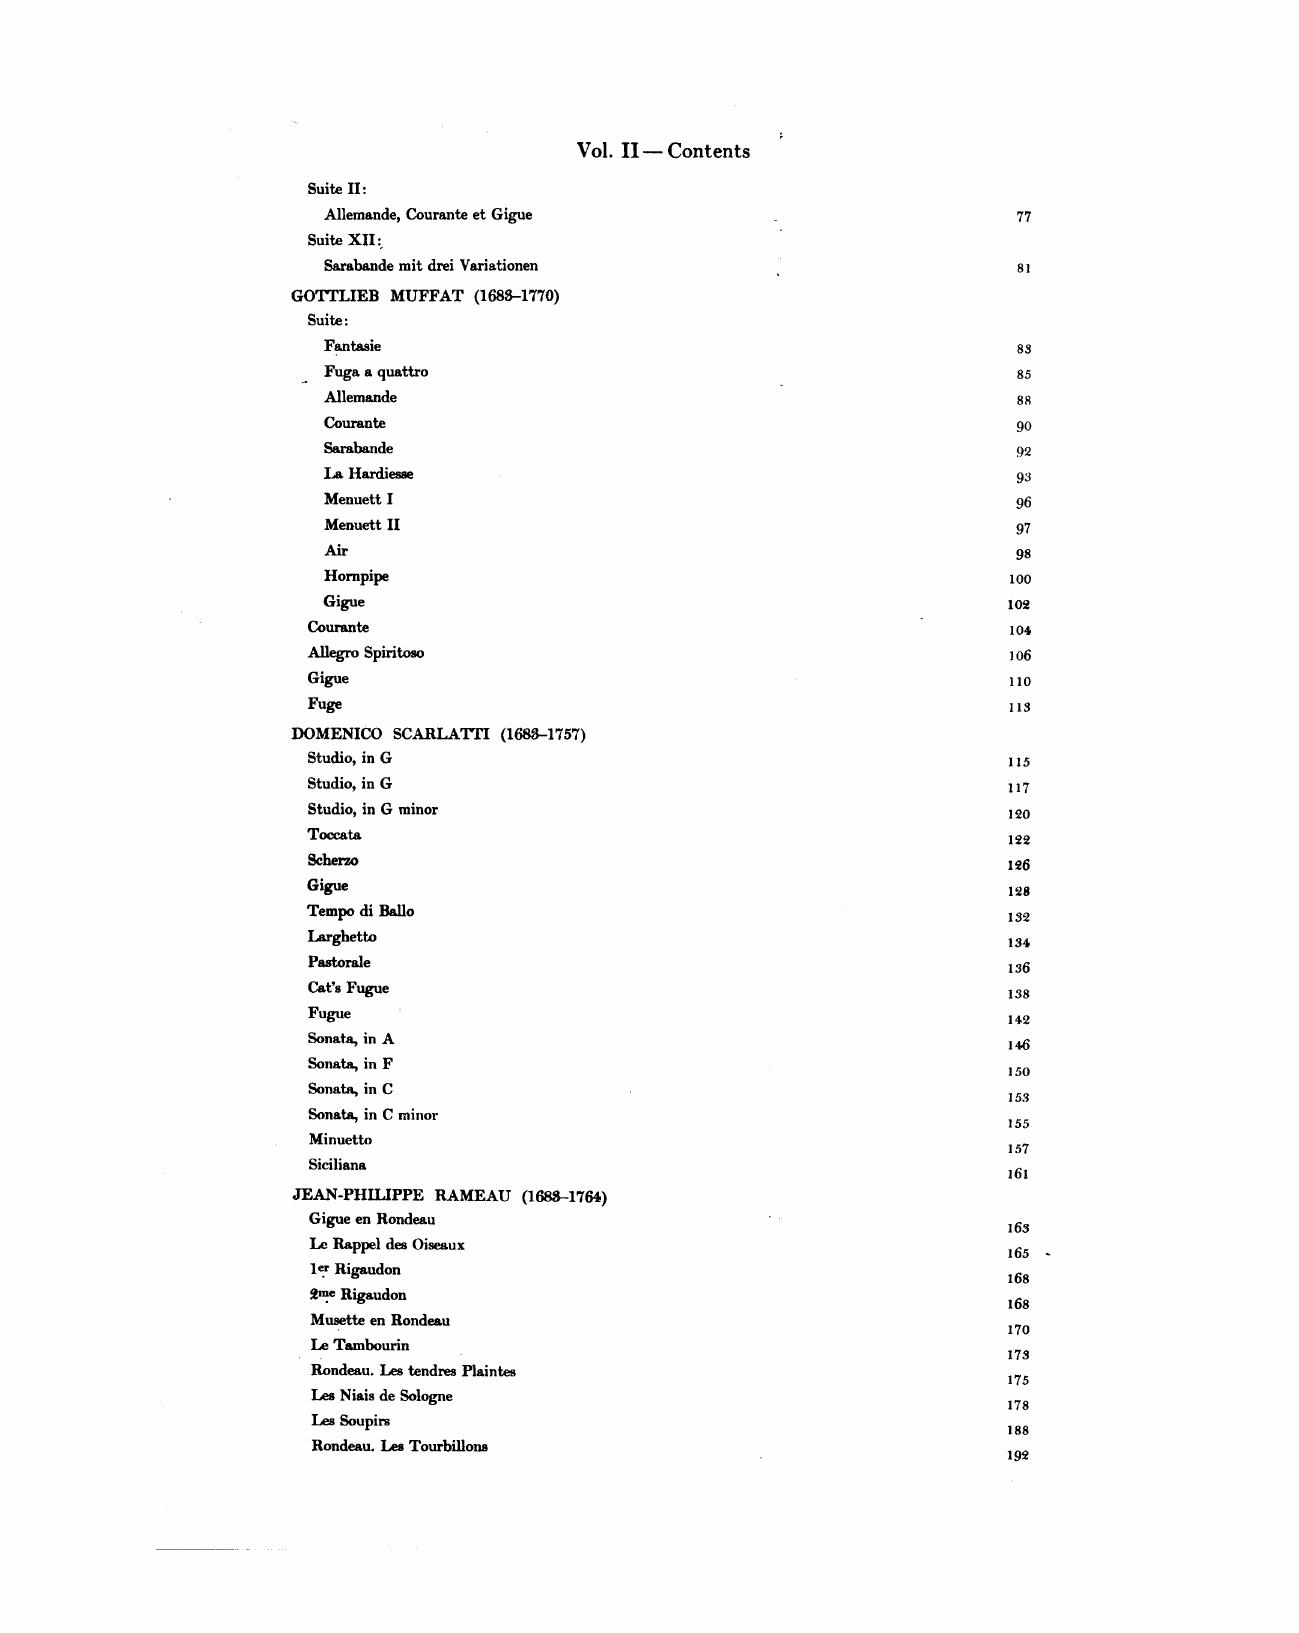 Vol. II — Contents
Suite II:
Allemande, Courante et Gigue 77
Suite XII:
Sarabande mit drei Variationen 81
GOTTLIEB MUFFAT (1683–1770)
Suite:
Fantasie 83
Fuga a quattro 85
Allemande 88
Courante 90
Sarabande 92
La Hardiesse 93
Menuett I 96
Menuett II 97
Air 98
Hornpipe 100
Gigue 102
Courante 104
Allegro Spiritoso 106
Gigue 110
Fuge 113
DOMENICO SCARLATTI (1683–1757)
Studio, in G 115
Studio, in G 117
Studio, in G minor 120
Toccata 122
Scherzo 126
Gigue 128
Tempo di Ballo 132
Larghetto 134
Pastorale 136
Cat's Fugue 138
Fugue 142
Sonata, in A 146
Sonata, in F 150
Sonata, in C 153
Sonata, in C minor 155
Minuetto 157
Siciliana 161
JEAN-PHILIPPE RAMEAU (1683–1764)
Gigue en Rondeau 163
Le Rappel des Oiseaux 165
1er Rigaudon 168
2me Rigaudon 168
Musette en Rondeau 170
Le Tambourin 173
Rondeau. Les tendres Plaintes 175
Les Niais de Sologne 178
Les Soupirs 188
Rondeau. Les Tourbillons 192